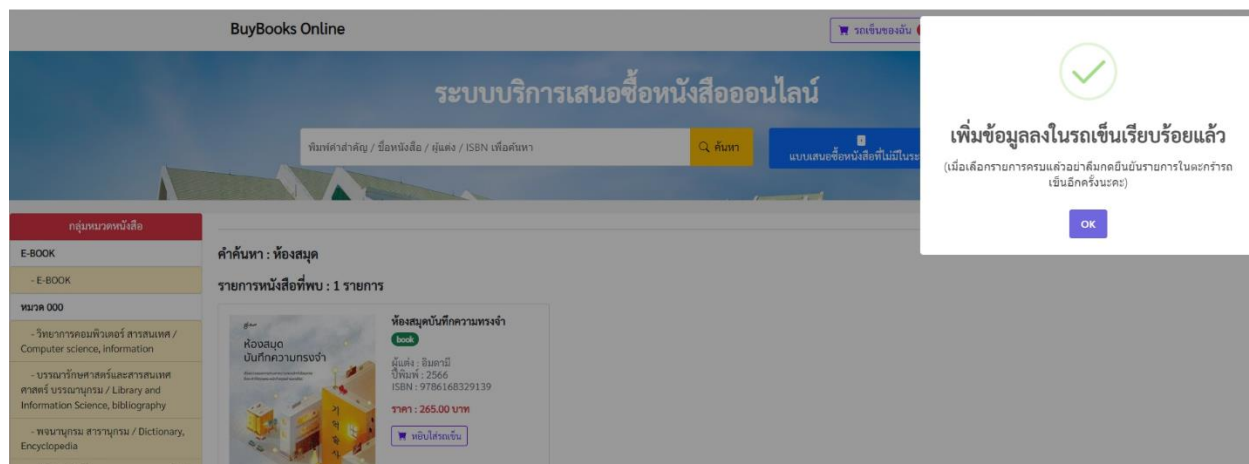 BuyBooks Online
รถเข็นของฉัน
ระบบบริการเสนอซื้อหนังสือออนไลน์
พิมพ์คำสำคัญ / ชื่อหนังสือ / ผู้แต่ง / ISBN เพื่อค้นหา
ค้นหา
แบบเสนอซื้อหนังสือที่ไม่มีในระ
เพิ่มข้อมูลลงในรถเข็นเรียบร้อยแล้ว
(เมื่อเลือกรายการครบแล้วอย่าลืมกดยืนยันรายการในตะกร้ารถ
เข็นอีกครั้งนะคะ)
OK
กลุ่มหมวดหนังสือ
E-BOOK
- E-BOOK
หมวด 000
- วิทยาการคอมพิวเตอร์ สารสนเทศ /
Computer science, information
- บรรณารักษศาสตร์และสารสนเทศ
ศาสตร์ บรรณานุกรม / Library and
Information Science, bibliography
- พจนานุกรม สารานุกรม / Dictionary,
Encyclopedia
คำค้นหา : ห้องสมุด
รายการหนังสือที่พบ : 1 รายการ
ห้องสมุด
บันทึกความทรงจำ
기억
ห้องสมุดบันทึกความทรงจำ
book
ผู้แต่ง : อิมดามี
ปีพิมพ์ : 2566
ISBN : 9786168329139
ราคา : 265.00 บาท
หยิบใส่รถเข็น